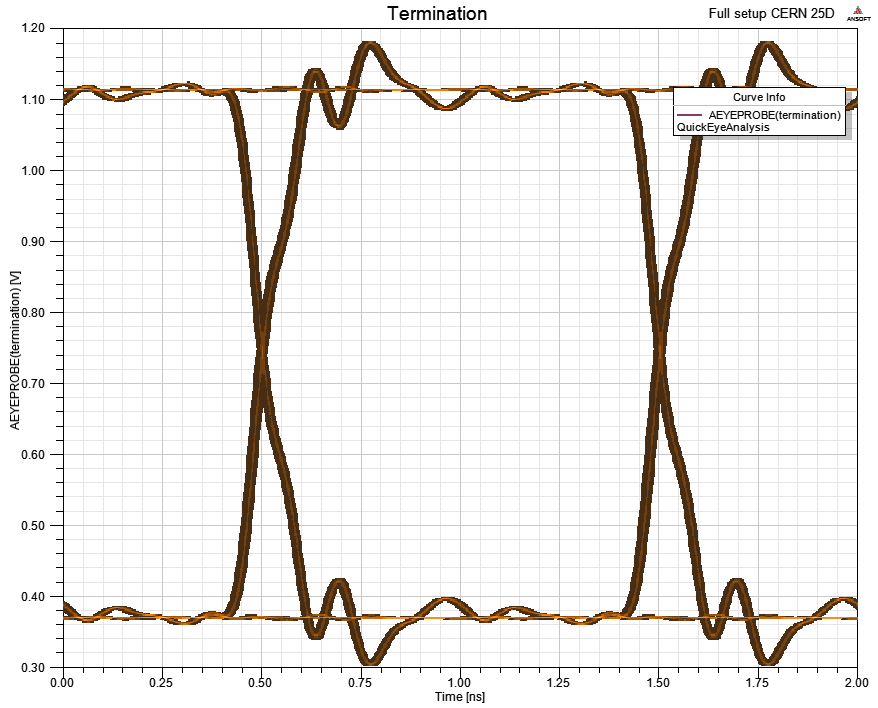 Termination
Full setup CERN 25D
ANSOFT
1.20
1.10
1.00
0.90
0.80
0.70
0.60
0.50
0.40
0.30
AEYEPROBE(termination) [V]
Curve Info
AEYEPROBE(termination)
QuickEyeAnalysis
0.00 0.25 0.50 0.75 1.00 1.25 1.50 1.75 2.00
Time [ns]